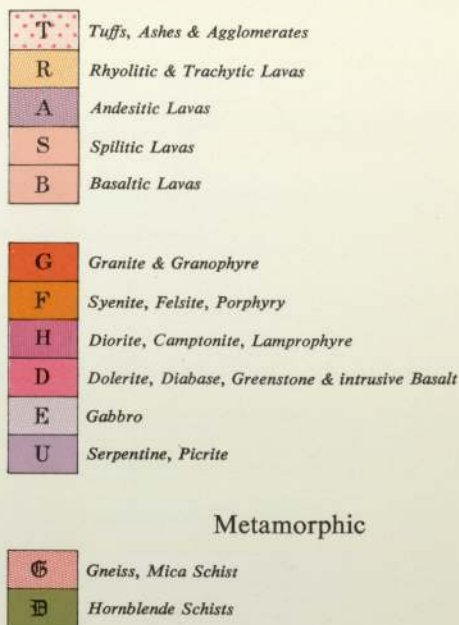 T Tuffs, Ashes & Agglomerates
R Rhyolitic & Trachytic Lavas
A Andesitic Lavas
S Spilitic Lavas
B Basaltic Lavas
G Granite & Granophyre
F Syenite, Felsite, Porphyry
H Diorite, Camptonite, Lamprophyre
D Dolerite, Diabase, Greenstone & intrusive Basalt
E Gabbro
U Serpentine, Picrite
Metamorphic
𝕲 Gneiss, Mica Schist
𝕯 Hornblende Schists